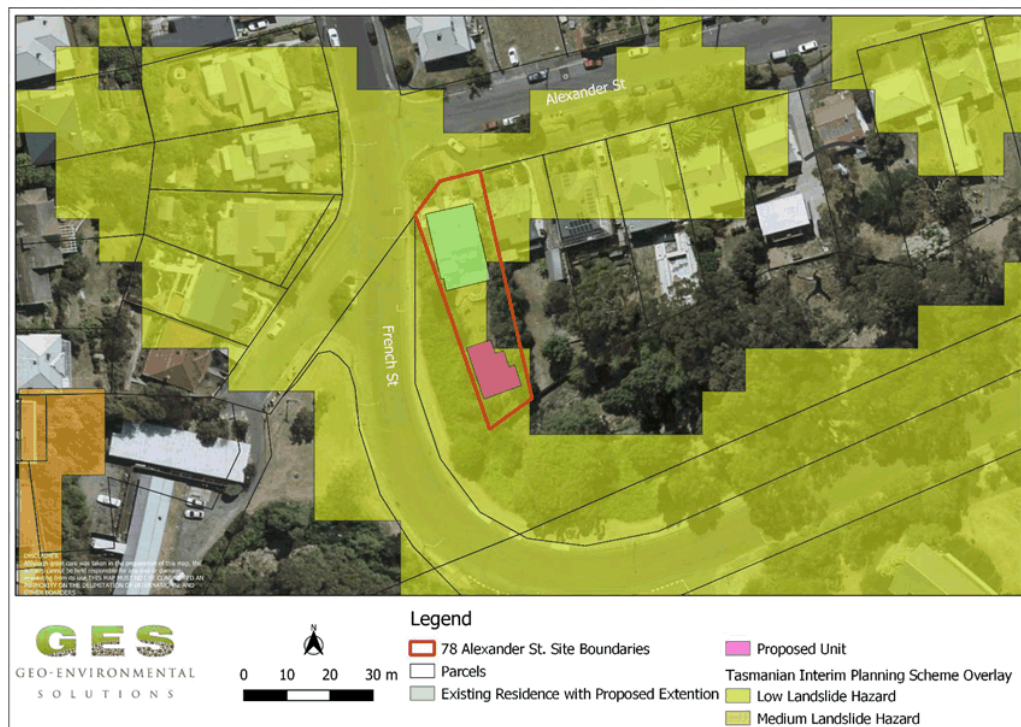 Alexander St
French St
DISCLAIMER
GES
GEO-ENVIRONMENTAL
SOLUTIONS
N
0 10 20 30 m
Legend
78 Alexander St. Site Boundaries
Parcels
Existing Residence with Proposed Extention
Proposed Unit
Tasmanian Interim Planning Scheme Overlay
Low Landslide Hazard
Medium Landslide Hazard